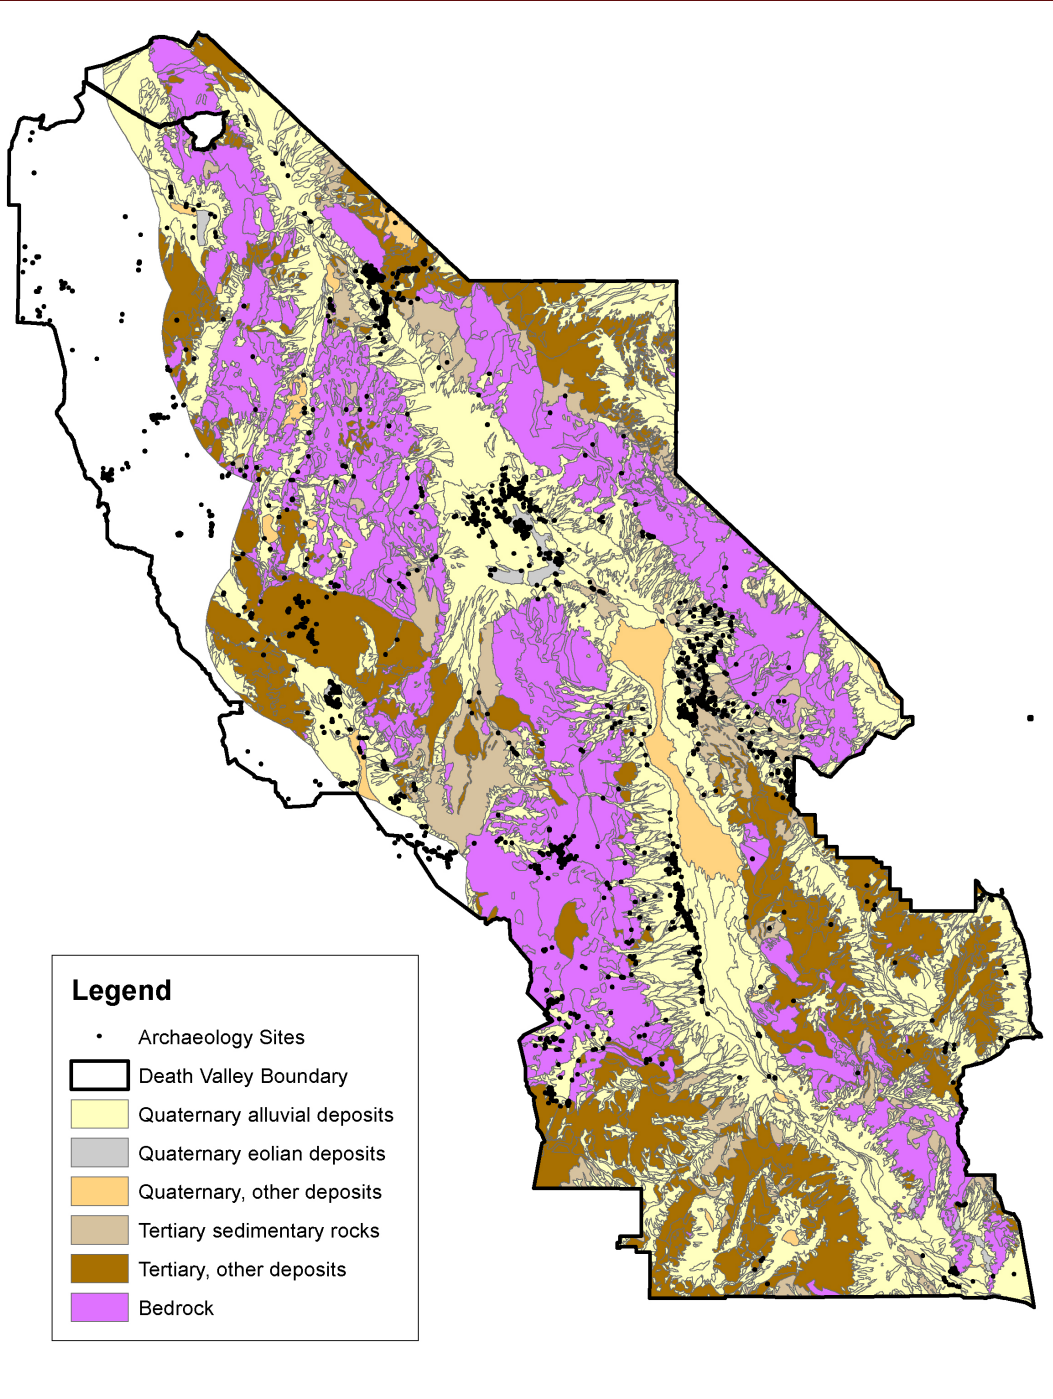 Legend
Archaeology Sites
Death Valley Boundary
Quaternary alluvial deposits
Quaternary eolian deposits
Quaternary, other deposits
Tertiary sedimentary rocks
Tertiary, other deposits
Bedrock